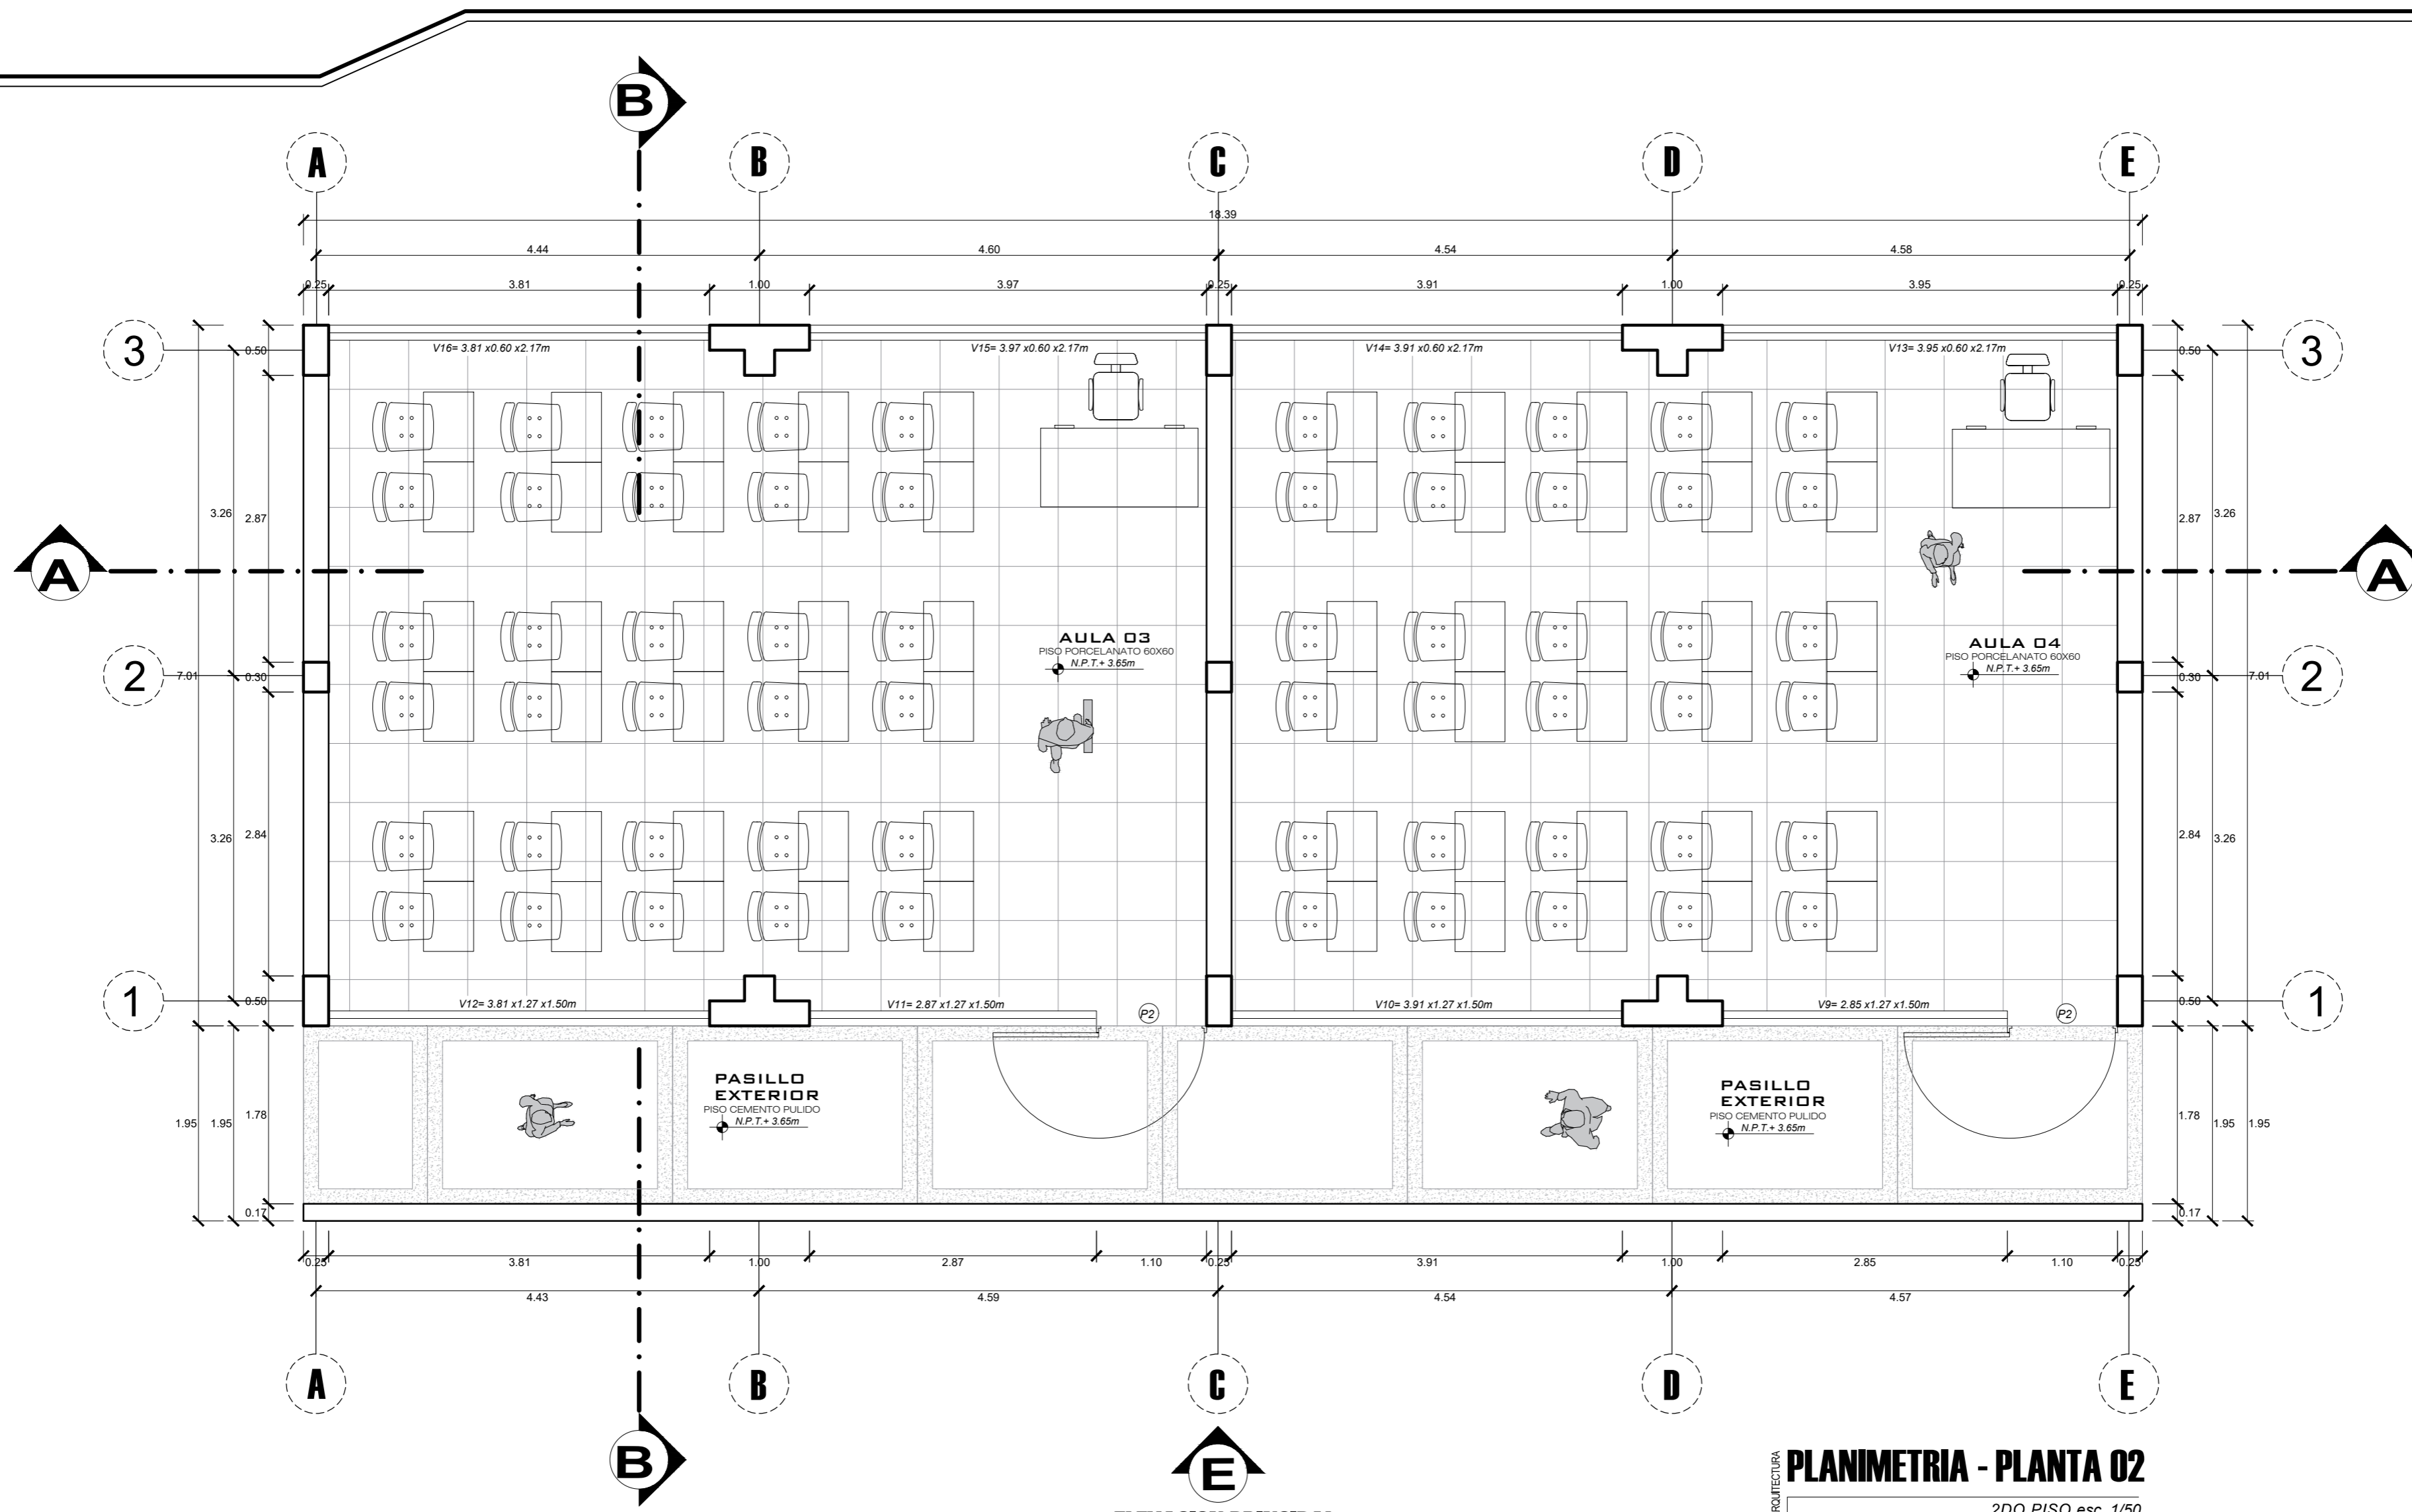 B
A B C D E
18.39
4.44 4.60 4.54 4.58
0.25 3.81 1.00 3.97 0.25 3.91 1.00 3.95 0.25
3 0.50 V16= 3.81 x0.60 x2.17m V15= 3.97 x0.60 x2.17m V14= 3.91 x0.60 x2.17m V13= 3.95 x0.60 x2.17m 0.50 3
3.26 2.87 2.87 3.26
A A
AULA 03
PISO PORCELANATO 60X60
N.P.T.+ 3.65m
AULA 04
PISO PORCELANATO 60X60
N.P.T.+ 3.65m
2 7.01 0.30 0.30 7.01 2
3.26 2.84 2.84 3.26
1 0.50 V12= 3.81 x1.27 x1.50m V11= 2.87 x1.27 x1.50m P2 V10= 3.91 x1.27 x1.50m V9= 2.85 x1.27 x1.50m P2 0.50 1
PASILLO
EXTERIOR
PISO CEMENTO PULIDO
N.P.T.+ 3.65m
PASILLO
EXTERIOR
PISO CEMENTO PULIDO
N.P.T.+ 3.65m
1.95 1.95 1.78 1.78 1.95 1.95
0.17 0.17
0.25 3.81 1.00 2.87 1.10 0.25 3.91 1.00 2.85 1.10 0.25
4.43 4.59 4.54 4.57
A B C D E
B
E
PLANIMETRIA - PLANTA 02
2DO PISO esc. 1/50